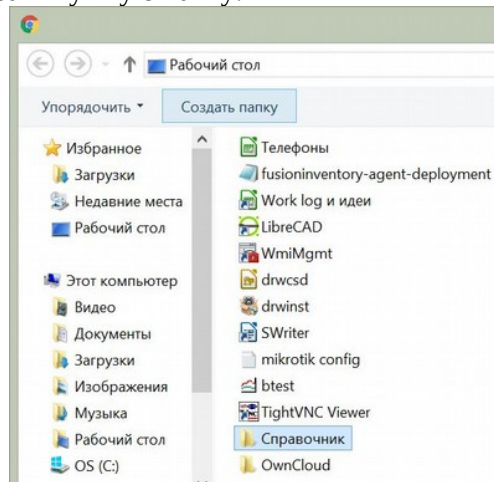 Рабочий стол
Упорядочить
Создать папку
Избранное
Загрузки
Недавние места
Рабочий стол
Этот компьютер
Видео
Документы
Загрузки
Изображения
Музыка
Рабочий стол
OS (C:)
Телефоны
fusioninventory-agent-deployment
Work log и идеи
LibreCAD
WmiMgmt
drwcsd
drwinst
SWriter
mikrotik config
btest
TightVNC Viewer
Справочник
OwnCloud